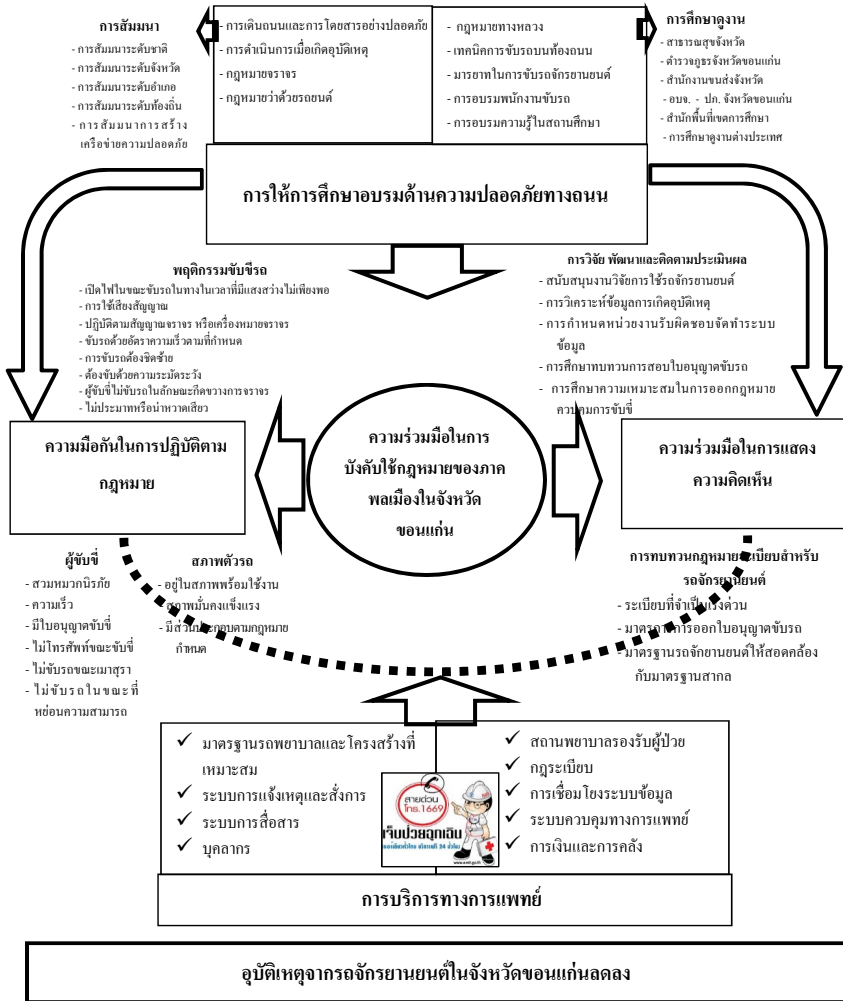 การสัมมนา
- การสัมมนาระดับชาติ
- การสัมมนาระดับจังหวัด
- การสัมมนาระดับอำเภอ
- การสัมมนาระดับท้องถิ่น
- การสัมมนาการสร้าง
เครือข่ายความปลอดภัย
- การเดินถนนและการโดยสารอย่างปลอดภัย
- การดำเนินการเมื่อเกิดอุบัติเหตุ
- กฎหมายจราจร
- กฎหมายว่าด้วยรถยนต์
- กฎหมายทางหลวง
- เทคนิคการขับรถบนท้องถนน
- มารยาทในการขับรถจักรยานยนต์
- การอบรมพนักงานขับรถ
- การอบรมความรู้ในสถานศึกษา
การศึกษาดูงาน
- สาธารณสุขจังหวัด
- ตำรวจภูธรจังหวัดขอนแก่น
- สำนักงานขนส่งจังหวัด
- อบจ. - ปภ. จังหวัดขอนแก่น
- สำนักพื้นที่เขตการศึกษา
- การศึกษาดูงานต่างประเทศ
การให้การศึกษาอบรมด้านความปลอดภัยทางถนน
พฤติกรรมขับขี่รถ
- เปิดไฟในขณะขับรถในทางในเวลาที่มีแสงสว่างไม่เพียงพอ
- การใช้เสียงสัญญาณ
- ปฏิบัติตามสัญญาณจราจร หรือเครื่องหมายจราจร
- ขับรถด้วยอัตราความเร็วตามที่กำหนด
- การขับรถต้องชิดซ้าย
- ต้องขับด้วยความระมัดระวัง
- ผู้ขับขี่ไม่ขับรถในลักษณะกีดขวางการจราจร
- ไม่ประมาทหรือน่าหวาดเสียว
การวิจัย พัฒนาและติดตามประเมินผล
- สนับสนุนงานวิจัยการใช้รถจักรยานยนต์
- การวิเคราะห์ข้อมูลการเกิดอุบัติเหตุ
- การกำหนดหน่วยงานรับผิดชอบจัดทำระบบ
ข้อมูล
- การศึกษาทบทวนการสอบใบอนุญาตขับรถ
- การศึกษาความเหมาะสมในการออกกฎหมาย
ควบคุมการขับขี่
ความมือกันในการปฏิบัติตาม
กฎหมาย
ความร่วมมือในการ
บังคับใช้กฎหมายของภาค
พลเมืองในจังหวัด
ขอนแก่น
ความร่วมมือในการแสดง
ความคิดเห็น
ผู้ขับขี่
- สวมหมวกนิรภัย
- ความเร็ว
- มีใบอนุญาตขับขี่
- ไม่โทรศัพท์ขณะขับขี่
- ไม่ขับรถขณะเมาสุรา
- ไม่ขับรถในขณะที่
หย่อนความสามารถ
สภาพตัวรถ
- อยู่ในสภาพพร้อมใช้งาน
- สภาพมั่นคงแข็งแรง
- มีส่วนประกอบตามกฎหมาย
กำหนด
การทบทวนกฎหมายระเบียบสำหรับ
รถจักรยานยนต์
- ระเบียบที่จำเป็นเร่งด่วน
- มาตรการการออกใบอนุญาตขับรถ
- มาตรฐานรถจักยานยนต์ให้สอดคล้อง
กับมาตรฐานสากล
✓ มาตรฐานรถพยาบาลและโครงสร้างที่
เหมาะสม
✓ ระบบการแจ้งเหตุและสั่งการ
✓ ระบบการสื่อสาร
✓ บุคลากร
สายด่วน
โทร.1669
เจ็บป่วยฉุกเฉิน
✓ สถานพยาบาลรองรับผู้ป่วย
✓ กฎระเบียบ
✓ การเชื่อมโยงระบบข้อมูล
✓ ระบบควบคุมทางการแพทย์
✓ การเงินและการคลัง
การบริการทางการแพทย์
อุบัติเหตุจากรถจักรยานยนต์ในจังหวัดขอนแก่นลดลง